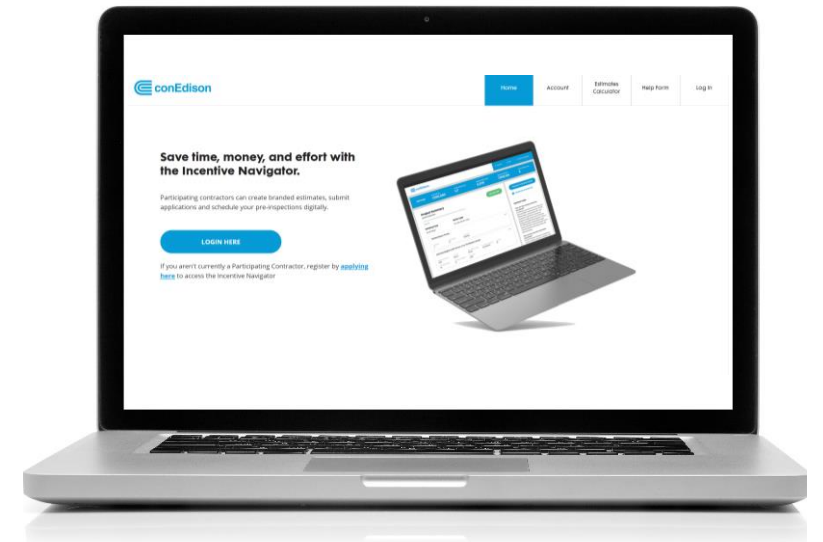 conEdison
Home
Account
Estimates
Calculator
Help Form
Log In
Save time, money, and effort with
the Incentive Navigator.
Participating contractors can create branded estimates, submit
applications and schedule your pre-inspections digitally.
LOGIN HERE
If you aren't currently a Participating Contractor, register by applying
here to access the Incentive Navigator